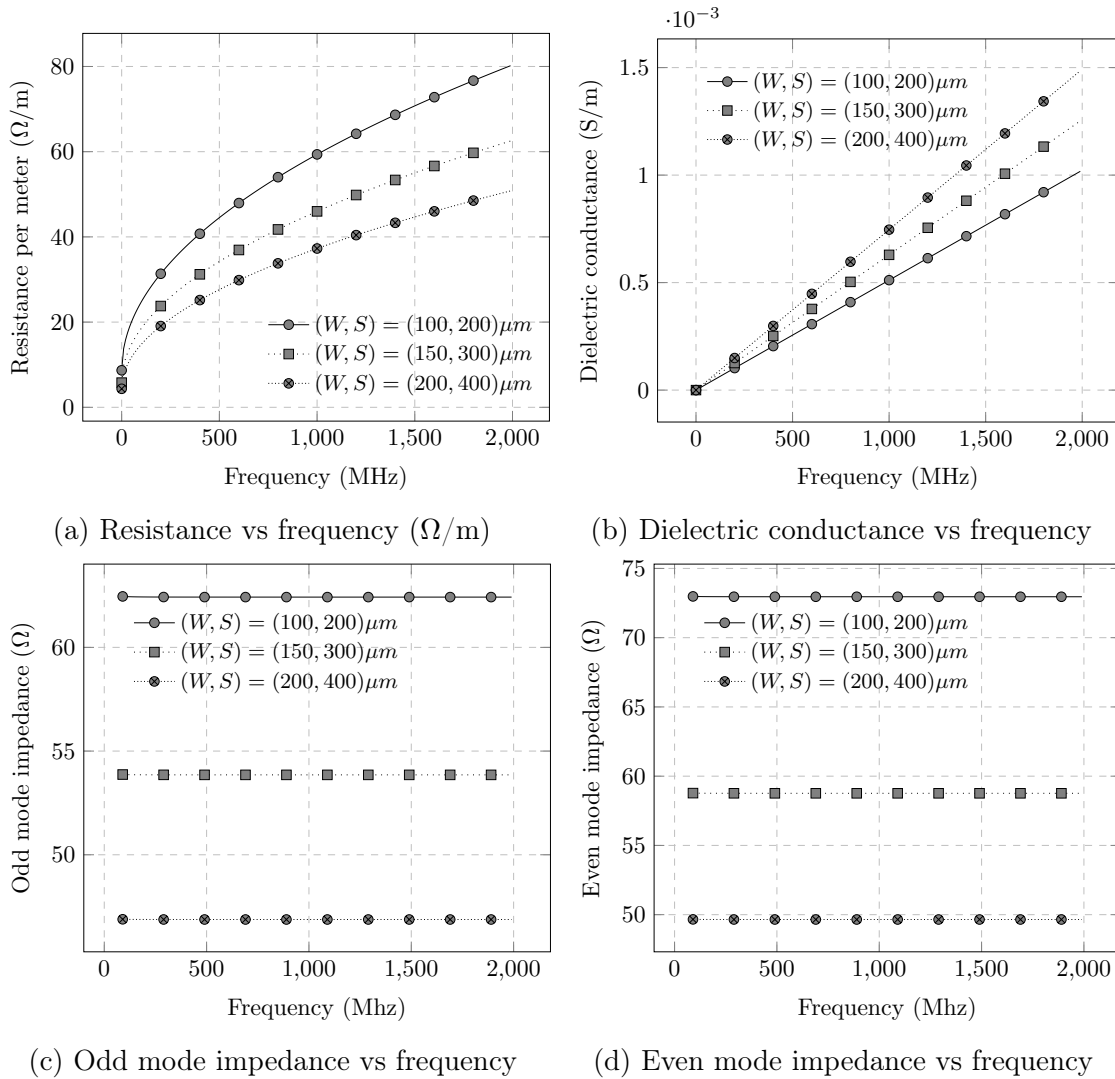 0
500
1,000
1,500
2,000
0
20
40
60
80
Frequency (MHz)
Resistance per meter (Ω/m)
(W, S) = (100, 200)μm
(W, S) = (150, 300)μm
(W, S) = (200, 400)μm
(a) Resistance vs frequency (Ω/m)
·10⁻³
0
500
1,000
1,500
2,000
0
0.5
1
1.5
Frequency (MHz)
Dielectric conductance (S/m)
(W, S) = (100, 200)μm
(W, S) = (150, 300)μm
(W, S) = (200, 400)μm
(b) Dielectric conductance vs frequency
0
500
1,000
1,500
2,000
50
55
60
Frequency (Mhz)
Odd mode impedance (Ω)
(W, S) = (100, 200)μm
(W, S) = (150, 300)μm
(W, S) = (200, 400)μm
(c) Odd mode impedance vs frequency
0
500
1,000
1,500
2,000
50
55
60
65
70
75
Frequency (Mhz)
Even mode impedance (Ω)
(W, S) = (100, 200)μm
(W, S) = (150, 300)μm
(W, S) = (200, 400)μm
(d) Even mode impedance vs frequency